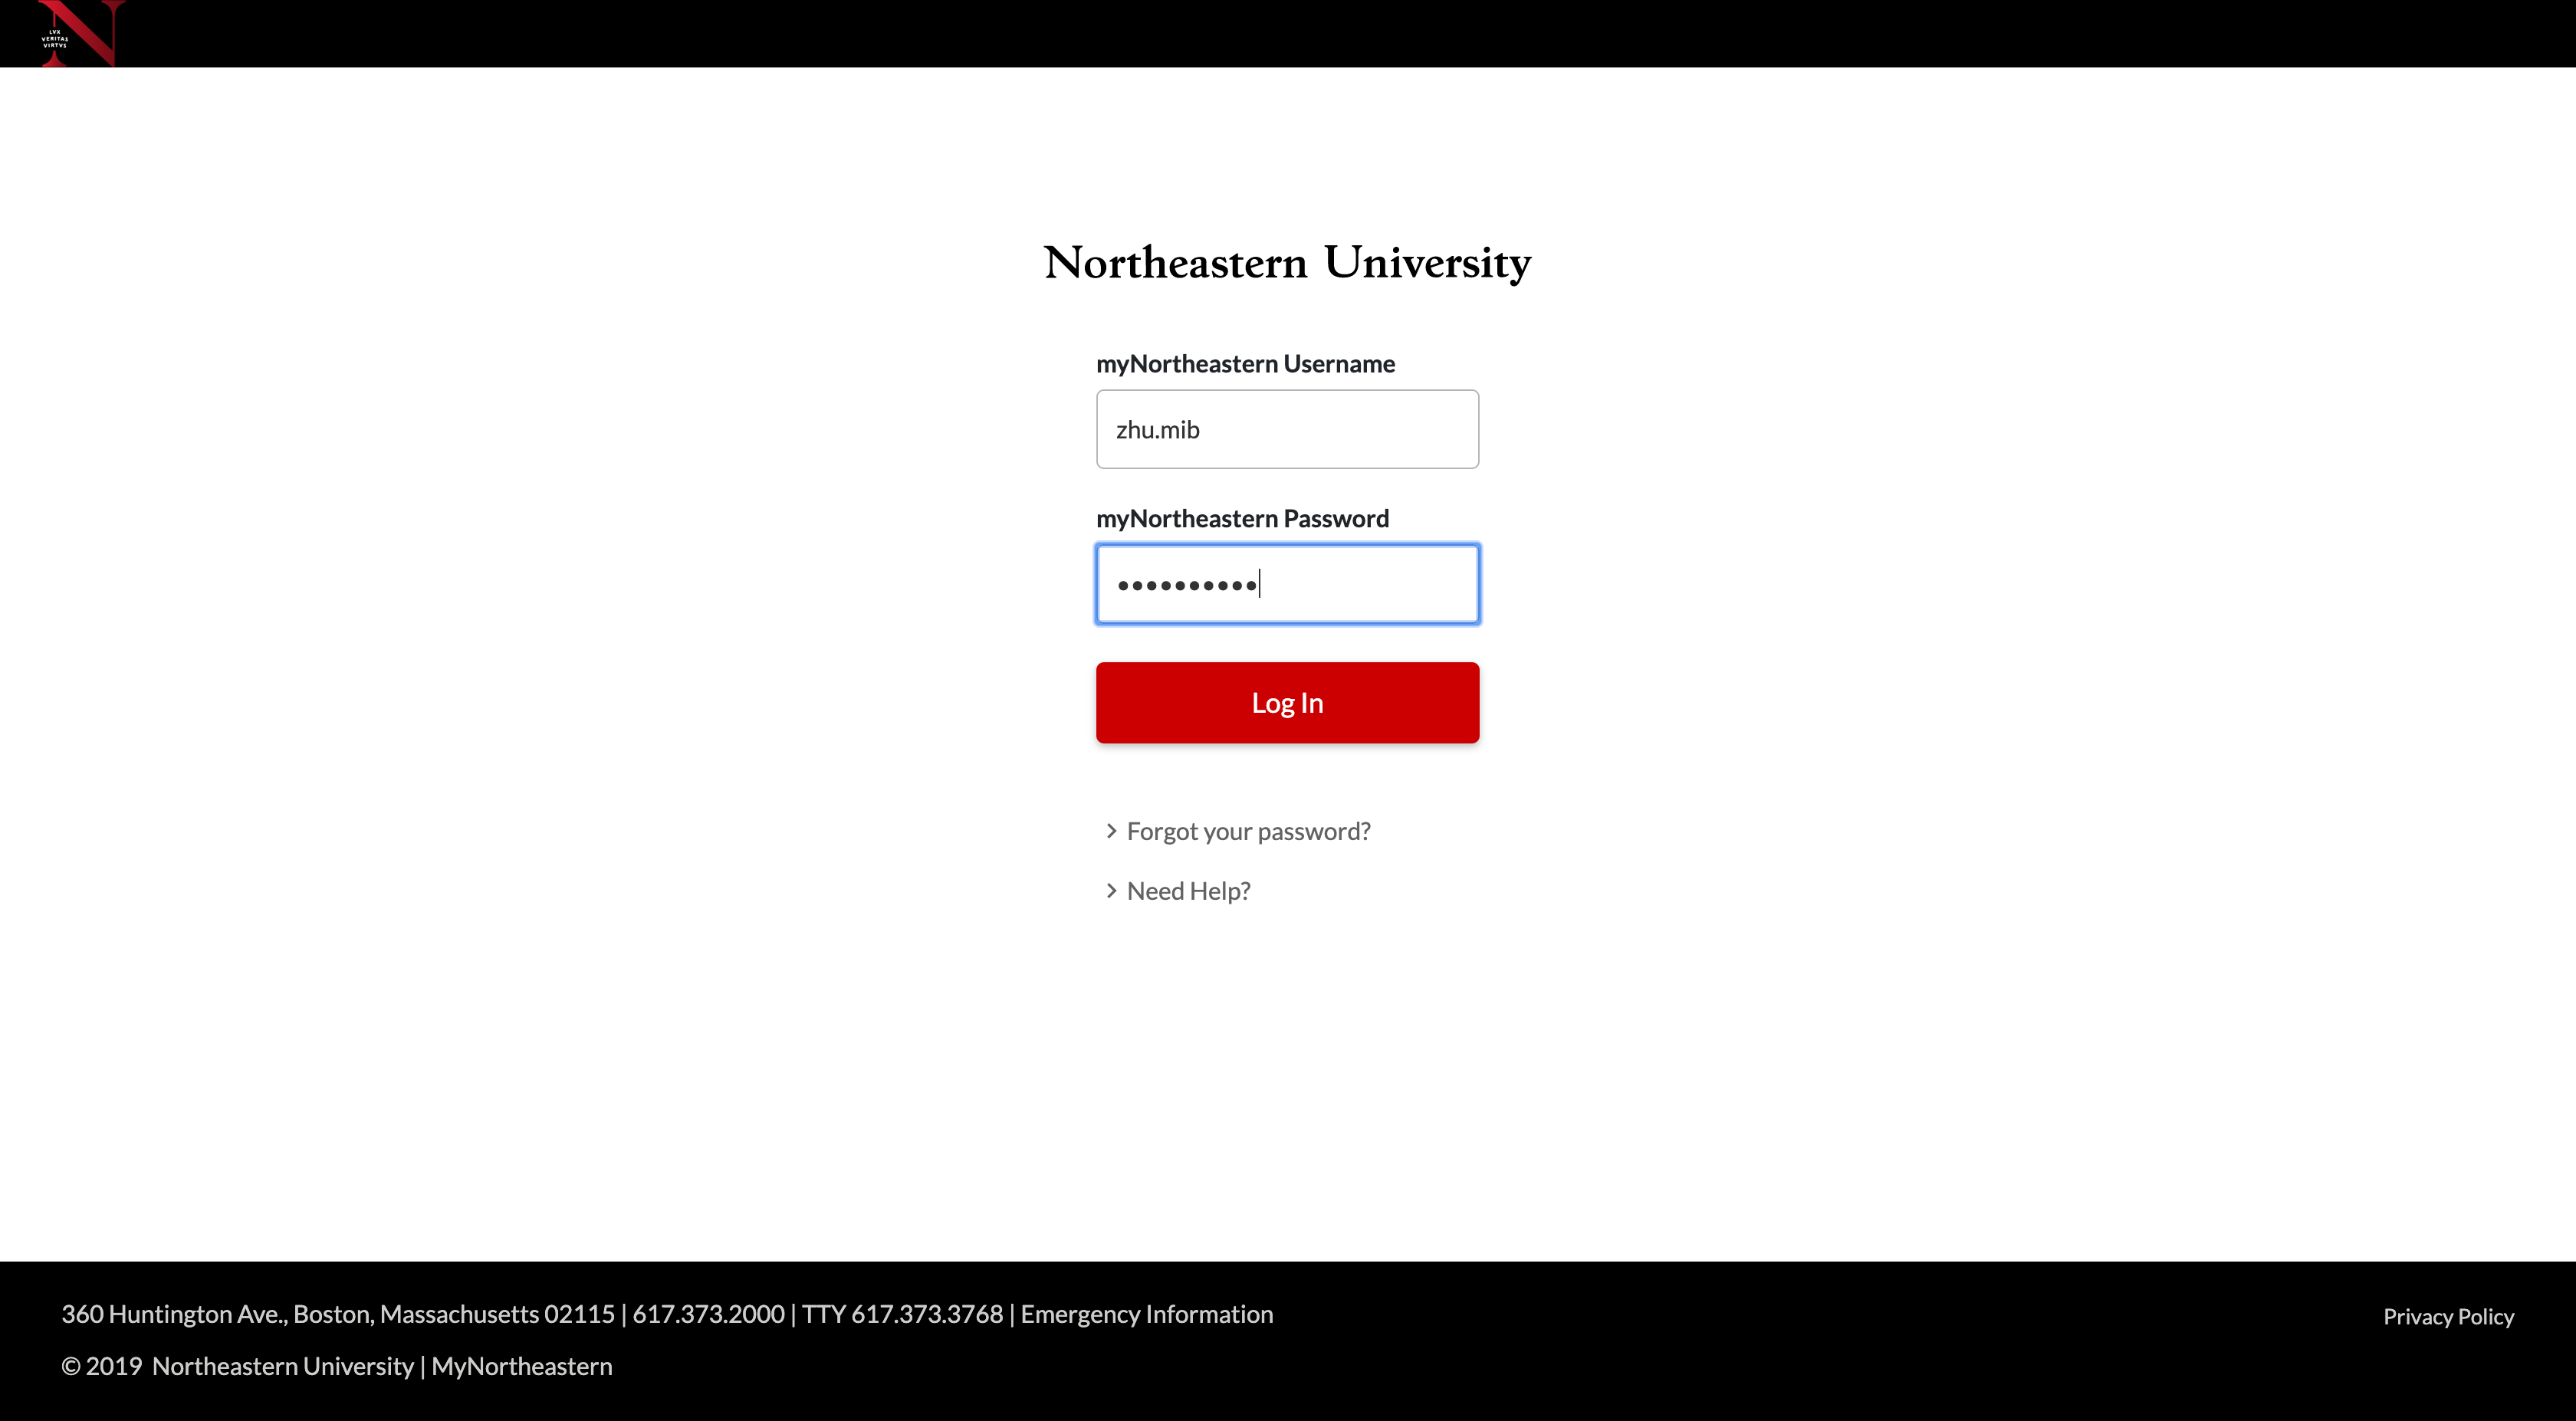 LVX
VERITAS
VIRTVS
Northeastern University
myNortheastern Username
zhu.mib
myNortheastern Password
••••••••••
Log In
Forgot your password?
Need Help?
360 Huntington Ave., Boston, Massachusetts 02115 | 617.373.2000 | TTY 617.373.3768 | Emergency Information
Privacy Policy
© 2019 Northeastern University | MyNortheastern